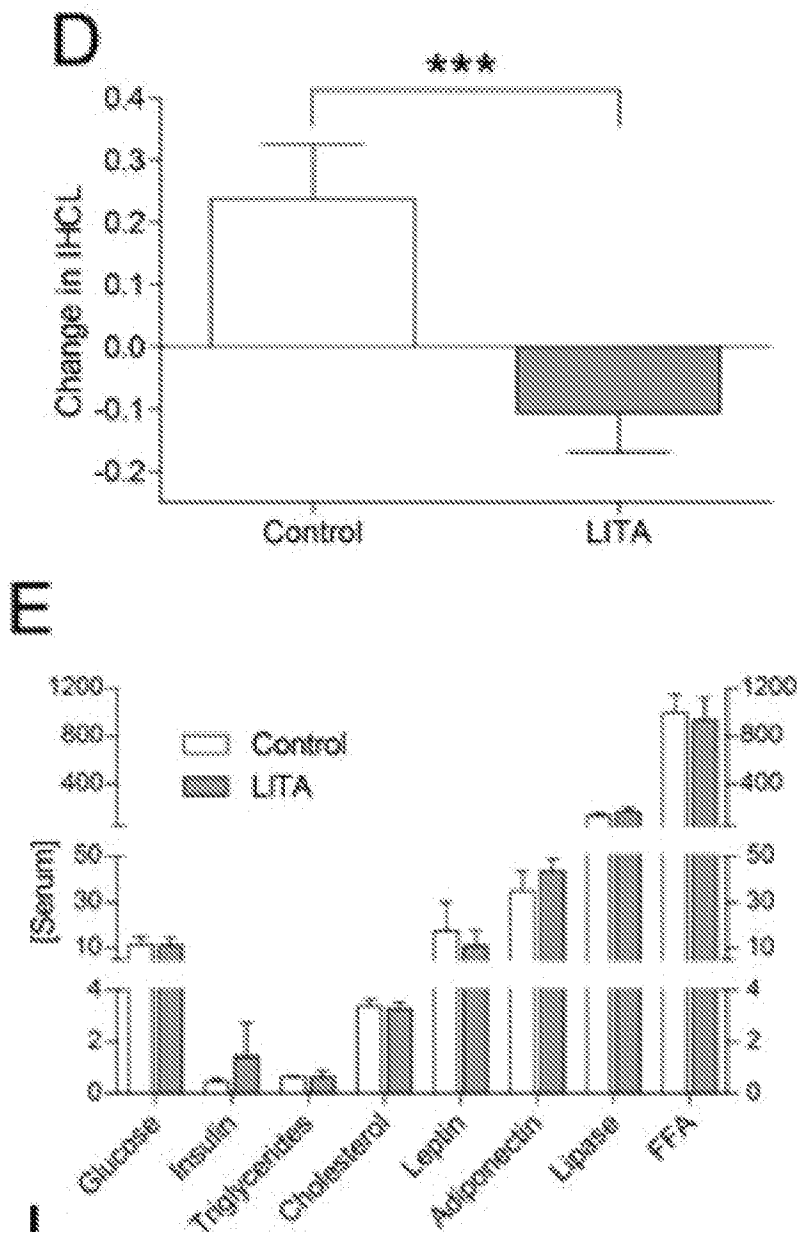 D
***
0.4
0.3
0.2
0.1
0.0
-0.1
-0.2
Change in IHCL
Control LITA
E
1200 1200
800 800
400 400
50 50
30 30
10 10
4 4
2 2
0 0
[Serum]
Control
LITA
Glucose Insulin Triglycerides Cholesterol Leptin Adiponectin Lipase FFA